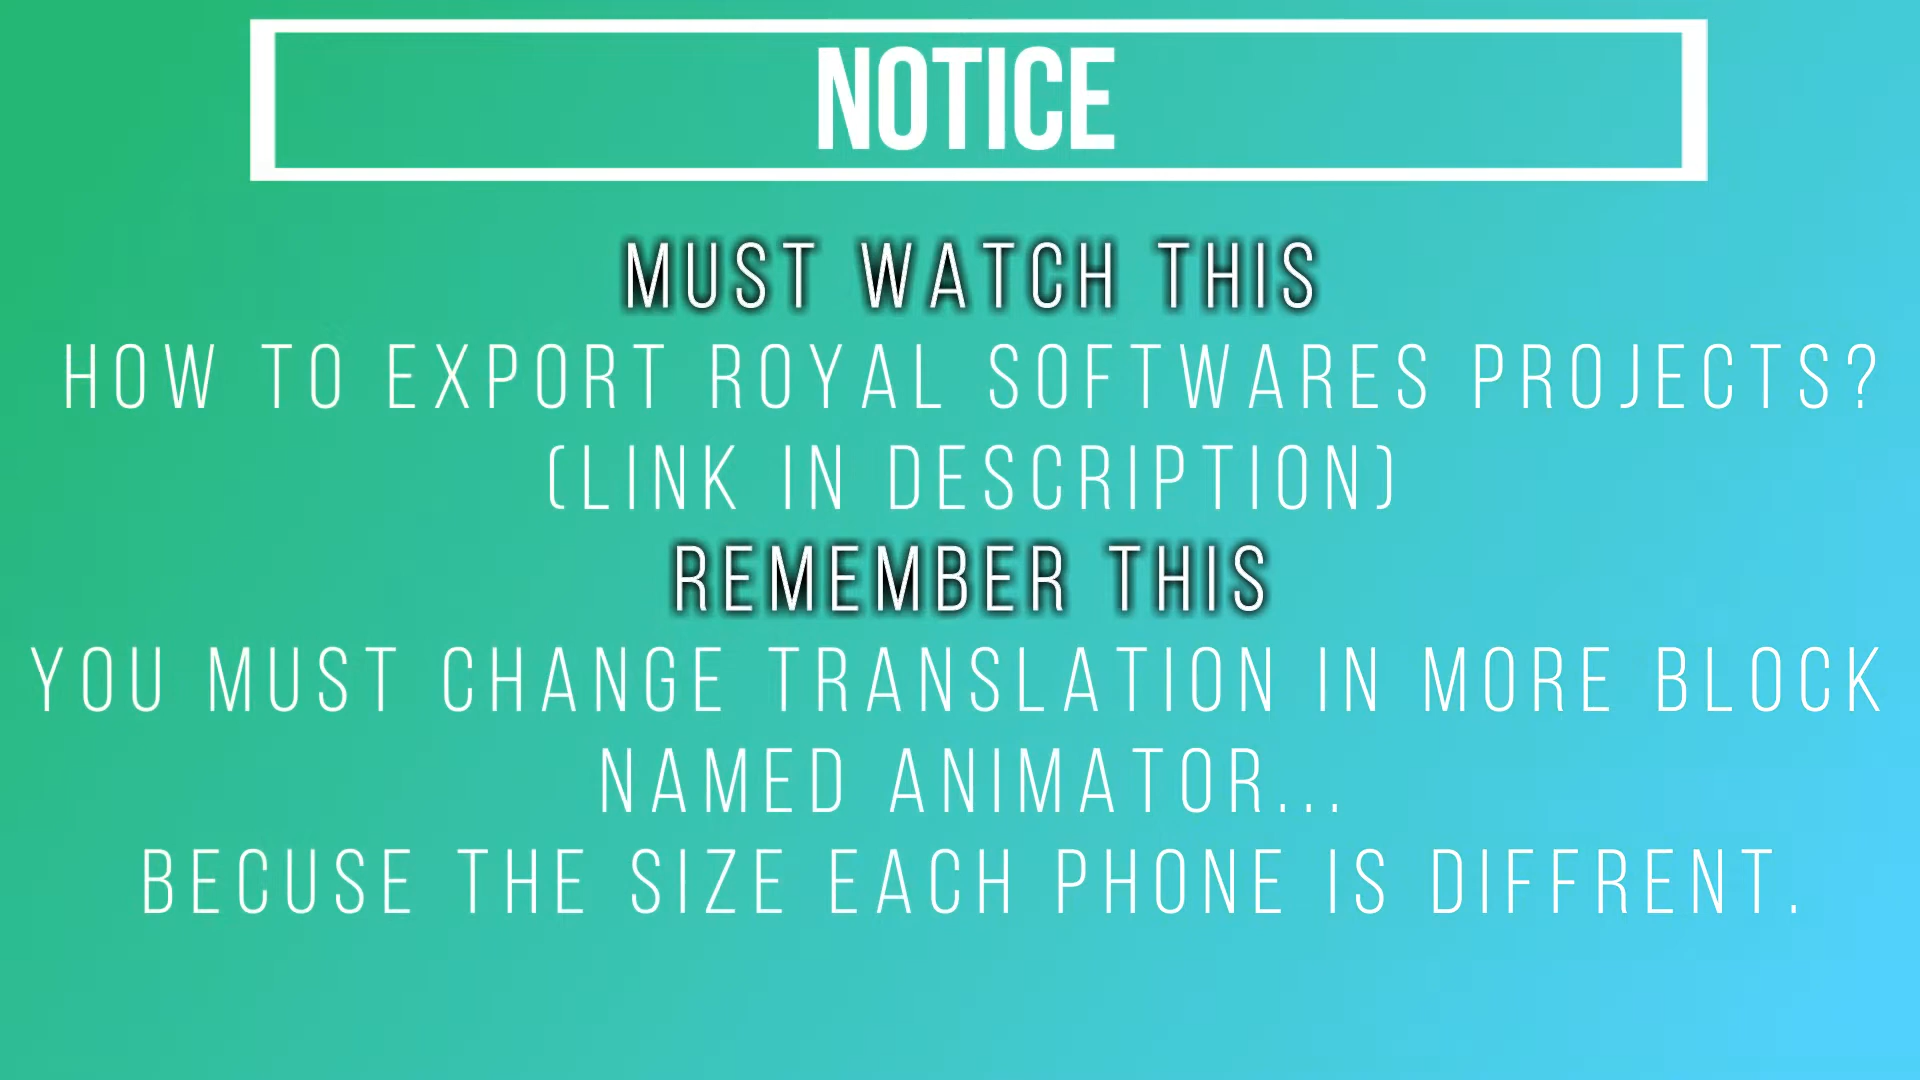 NOTICE
MUST WATCH THIS
HOW TO EXPORT ROYAL SOFTWARES PROJECTS?
(LINK IN DESCRIPTION)
REMEMBER THIS
YOU MUST CHANGE TRANSLATION IN MORE BLOCK
NAMED ANIMATOR...
BECUSE THE SIZE EACH PHONE IS DIFFRENT.